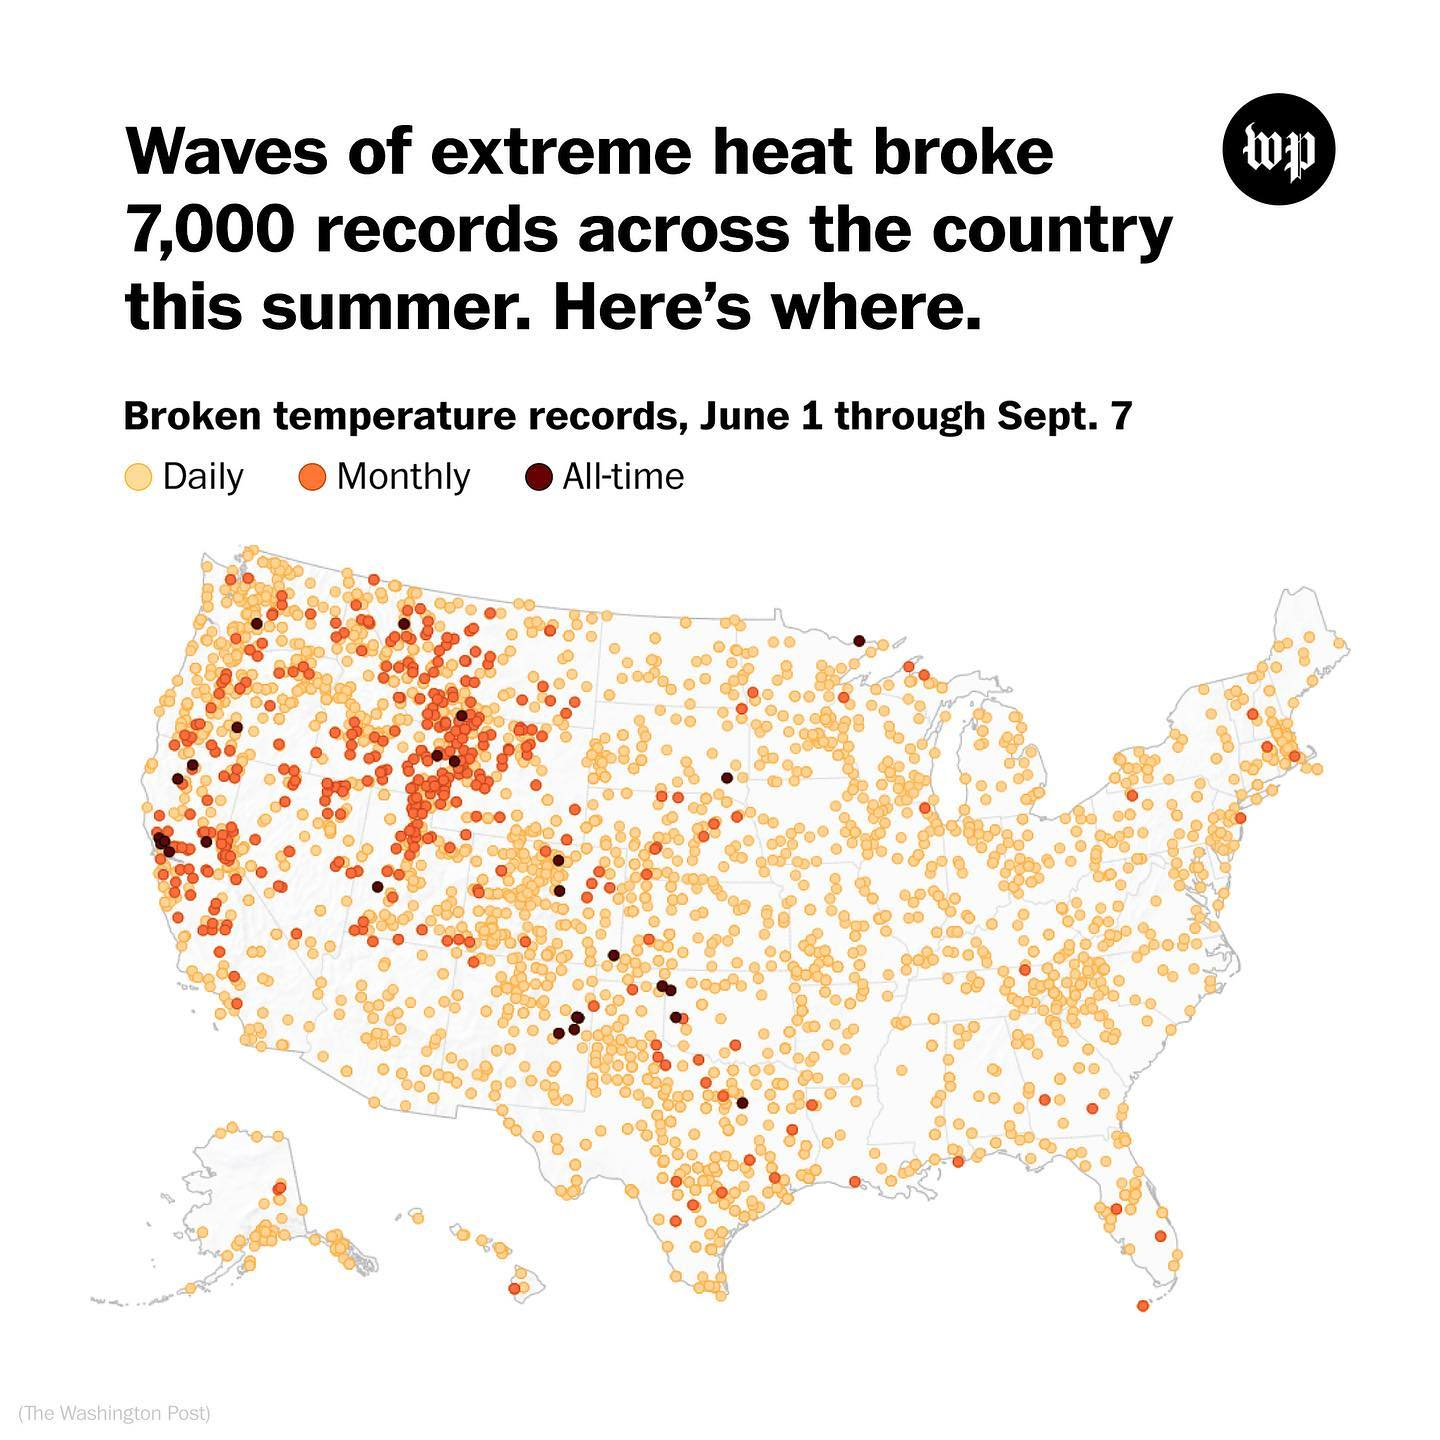 Waves of extreme heat broke
7,000 records across the country
this summer. Here’s where.
wp
Broken temperature records, June 1 through Sept. 7
Daily Monthly All-time
(The Washington Post)